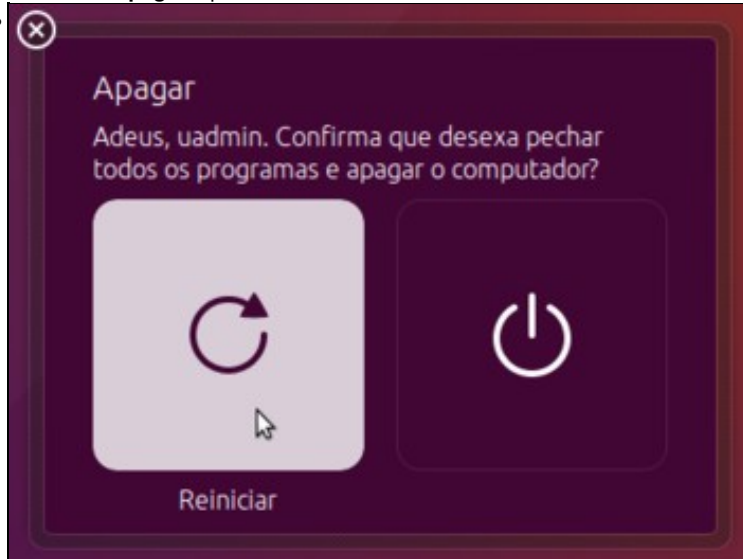 Apagar
Adeus, uadmin. Confirma que desexa pechar
todos os programas e apagar o computador?
Reiniciar